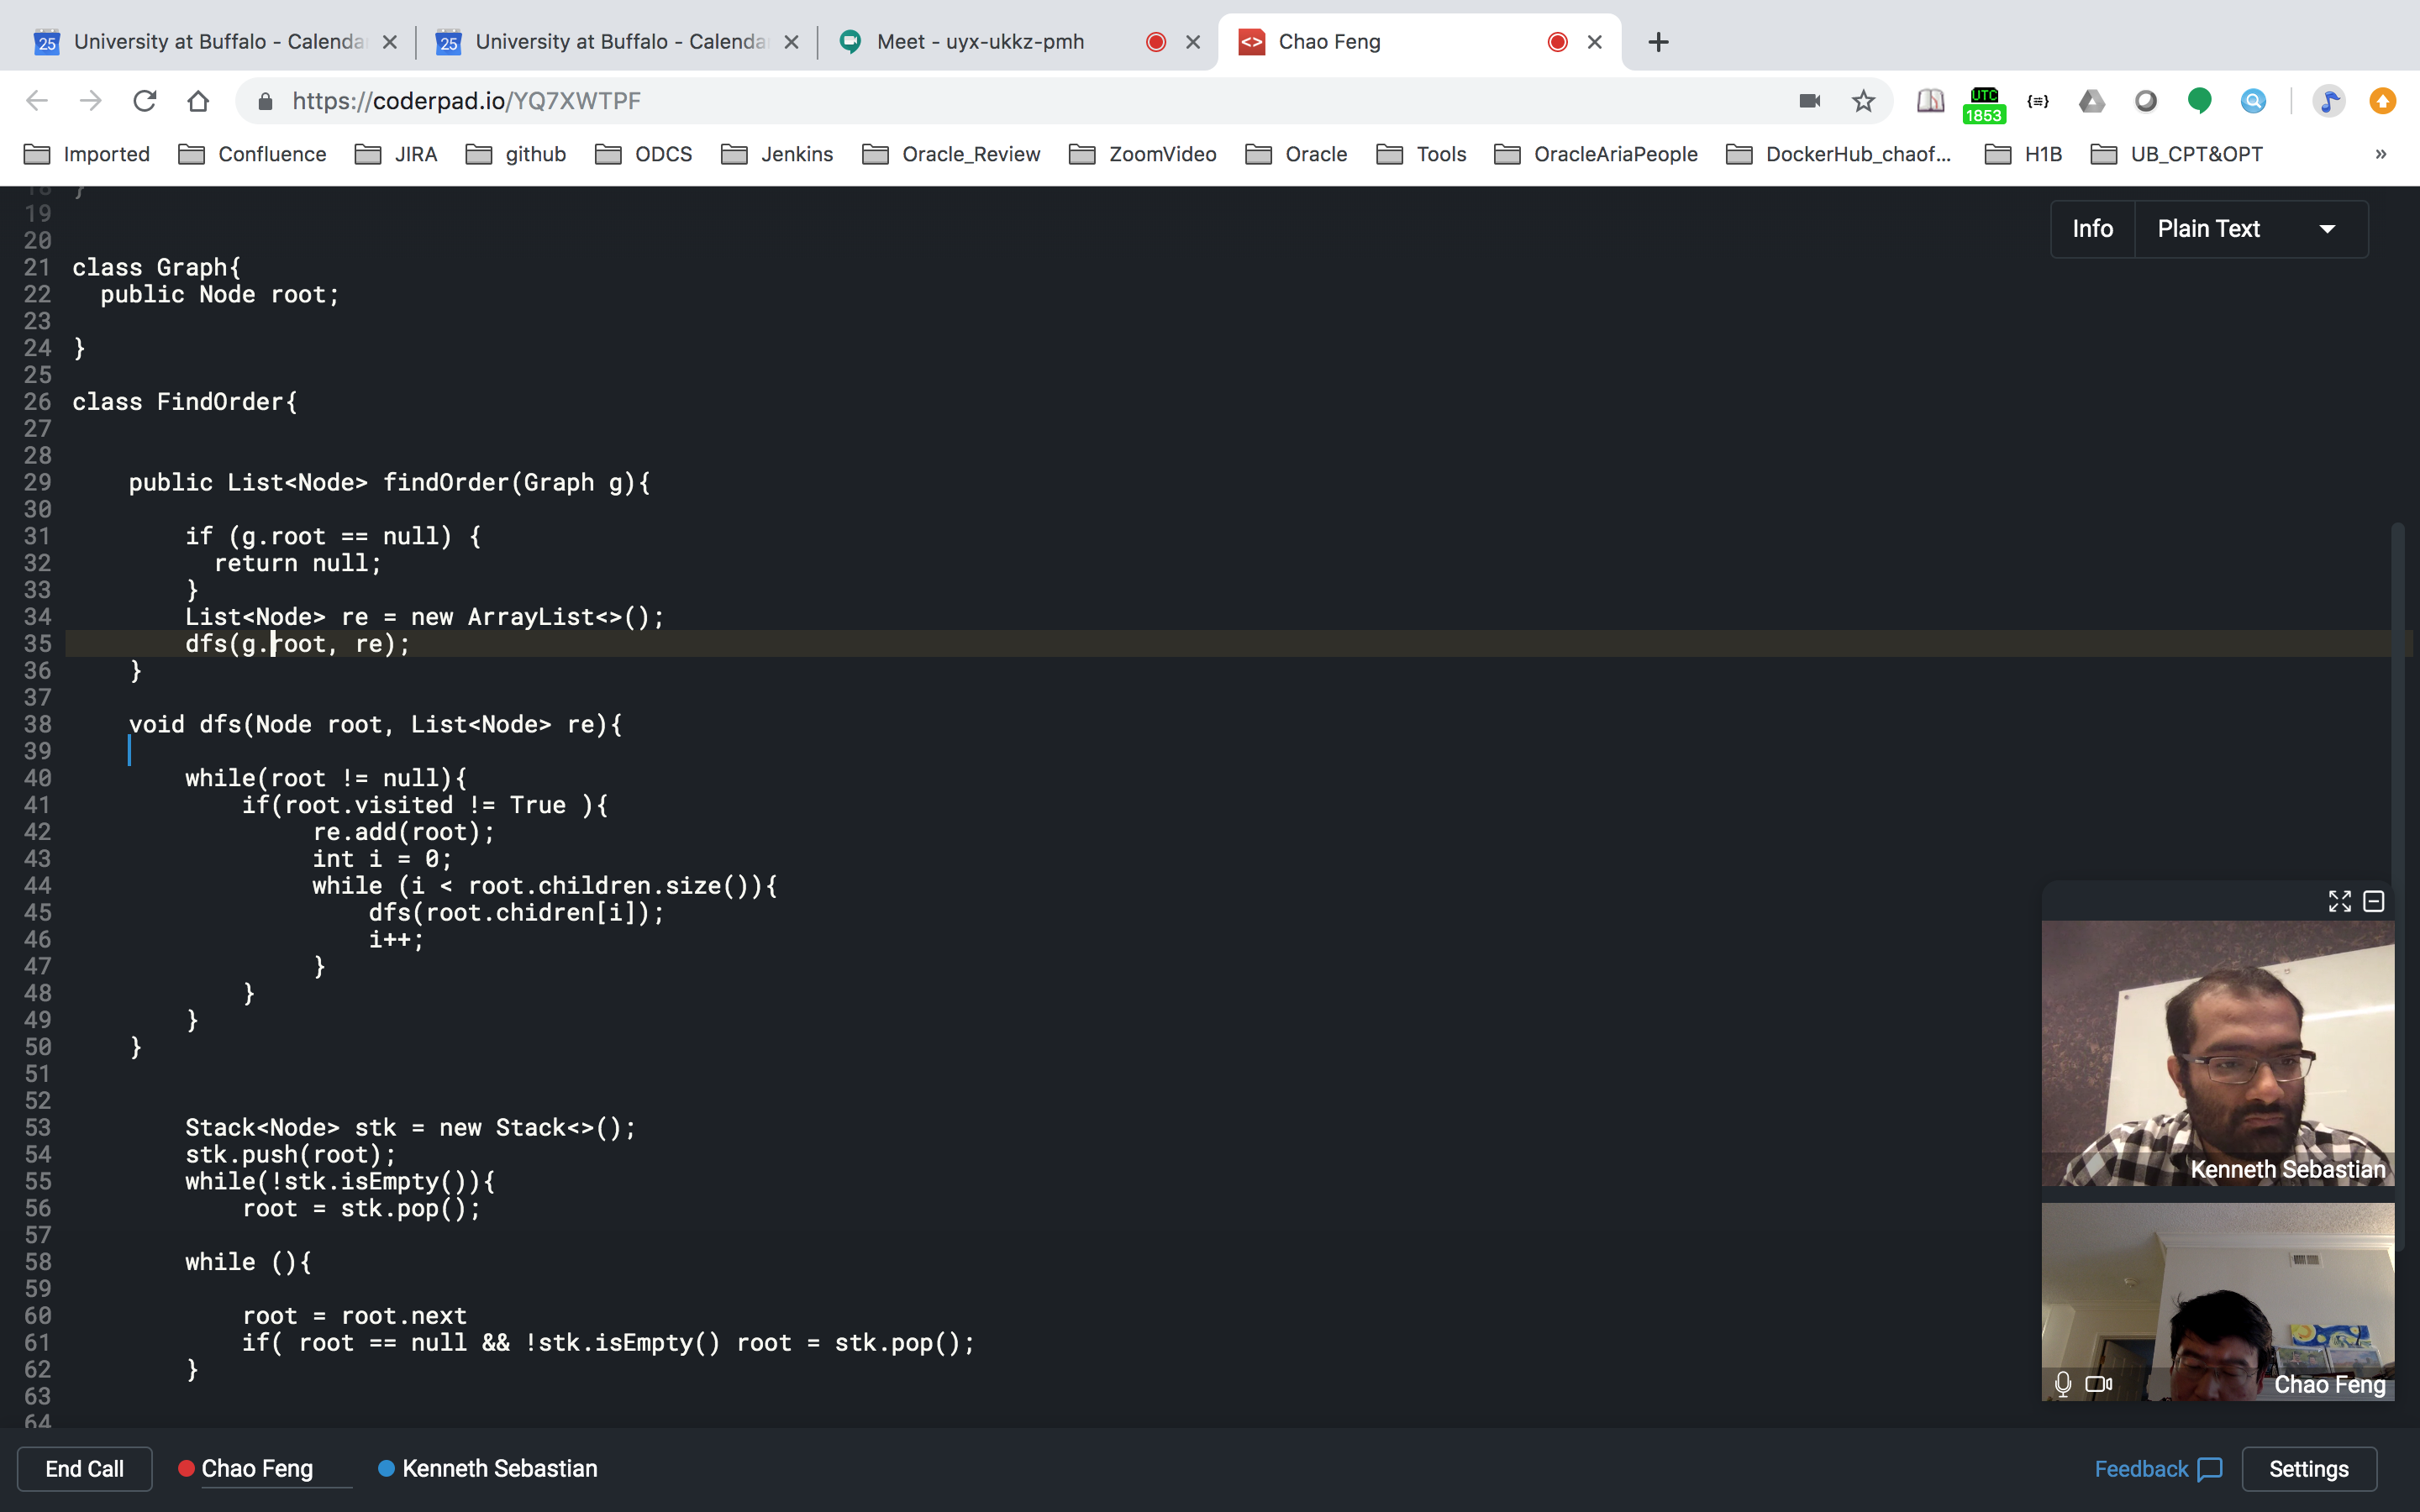 25 University at Buffalo - Calenda
25 University at Buffalo - Calenda
Meet - uyx-ukkz-pmh
<> Chao Feng
https://coderpad.io/YQ7XWTPF
UTC
1853
Imported Confluence JIRA github ODCS Jenkins Oracle_Review ZoomVideo Oracle Tools OracleAriaPeople DockerHub_chaof... H1B UB_CPT&OPT »
Info Plain Text
18 }
19
20
21 class Graph{
22   public Node root;
23
24 }
25
26 class FindOrder{
27
28
29     public List<Node> findOrder(Graph g){
30
31         if (g.root == null) {
32           return null;
33         }
34         List<Node> re = new ArrayList<>();
35         dfs(g.root, re);
36     }
37
38     void dfs(Node root, List<Node> re){
39
40         while(root != null){
41             if(root.visited != True ){
42                  re.add(root);
43                  int i = 0;
44                  while (i < root.children.size()){
45                      dfs(root.chidren[i]);
46                      i++;
47                  }
48             }
49         }
50     }
51
52
53         Stack<Node> stk = new Stack<>();
54         stk.push(root);
55         while(!stk.isEmpty()){
56             root = stk.pop();
57
58         while (){
59
60             root = root.next
61             if( root == null && !stk.isEmpty() root = stk.pop();
62         }
63
64
Kenneth Sebastian
Chao Feng
End Call Chao Feng Kenneth Sebastian Feedback Settings